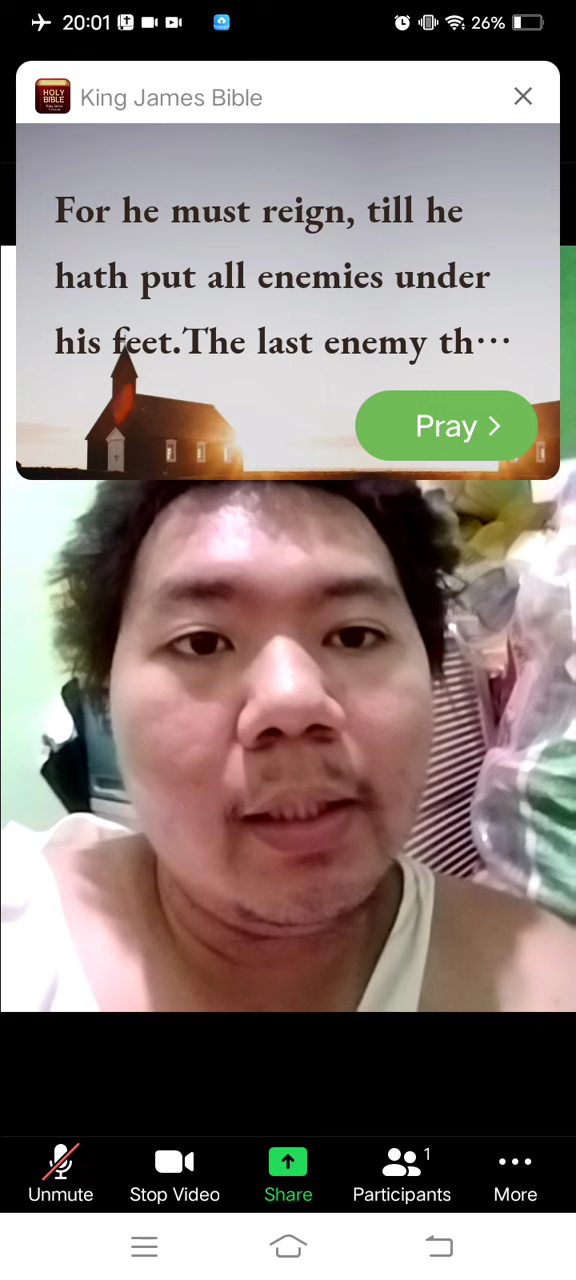 20:01
26%
HOLY
BIBLE
King James Bible
For he must reign, till he
hath put all enemies under
his feet.The last enemy th···
Pray
1
Unmute
Stop Video
Share
Participants
More